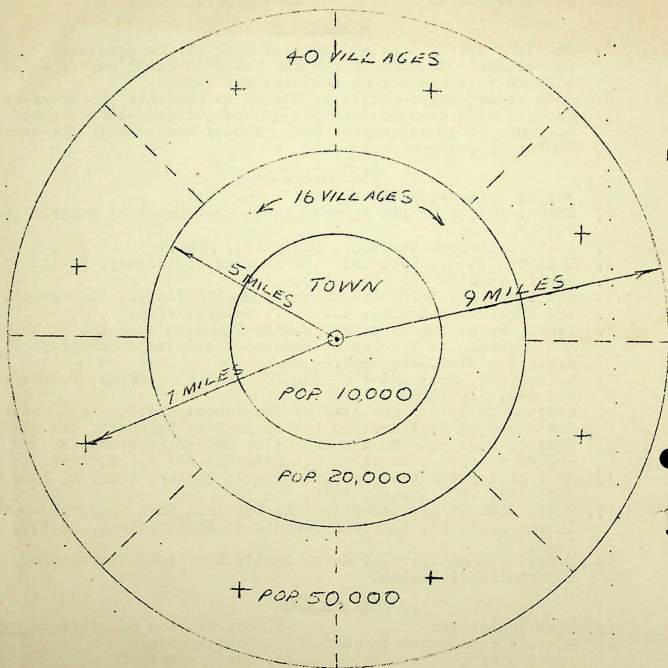 40 VILLAGES
16 VILLAGES
5 MILES
TOWN
9 MILES
7 MILES
POP. 10,000
POP. 20,000
POP. 50,000